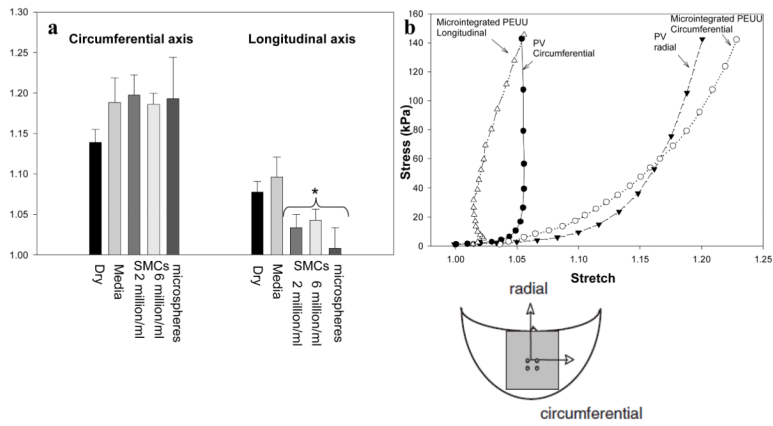 a
Circumferential axis
Longitudinal axis
1.30
1.25
1.20
1.15
1.10
1.05
1.00
*
Dry
Media
SMCs
2 million/ml
6 million/ml
microspheres
Dry
Media
SMCs
2 million/ml
6 million/ml
microspheres
b
Stress (kPa)
160
140
120
100
80
60
40
20
0
Microintegrated PEUU
Longitudinal
PV
Circumferential
Microintegrated PEUU
Circumferential
PV
radial
1.00
1.05
1.10
1.15
1.20
1.25
Stretch
radial
circumferential